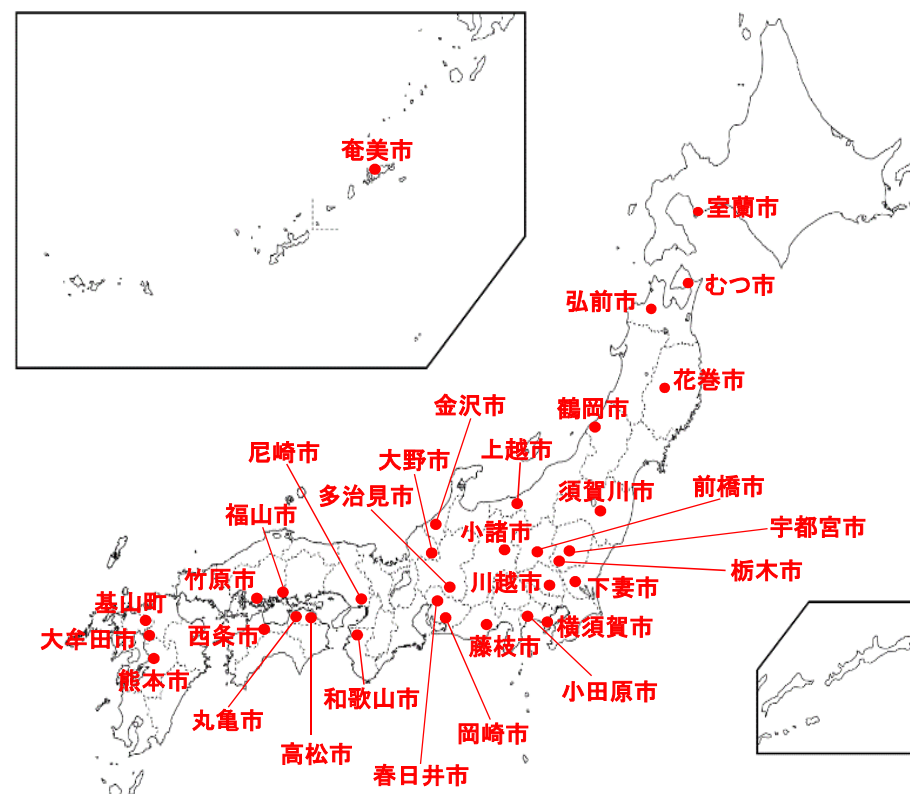 奄美市
室蘭市
むつ市
弘前市
花巻市
金沢市
鶴岡市
尼崎市
大野市
上越市
多治見市
須賀川市
前橋市
福山市
小諸市
宇都宮市
栃木市
竹原市
川越市
下妻市
基山町
大牟田市
西条市
藤枝市
横須賀市
熊本市
和歌山市
小田原市
丸亀市
岡崎市
高松市
春日井市